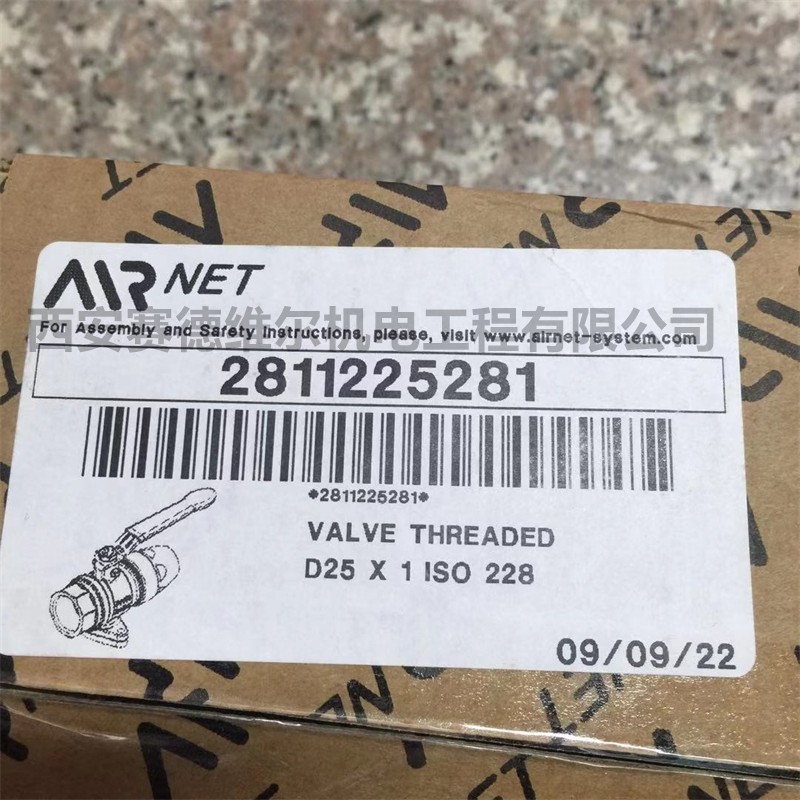 AIR NET
For Assembly and Safety Instructions, please, visit www.airnet-system.com
西安赛德维尔机电工程有限公司
2811225281
*2811225281*
VALVE THREADED
D25 X 1 ISO 228
09/09/22